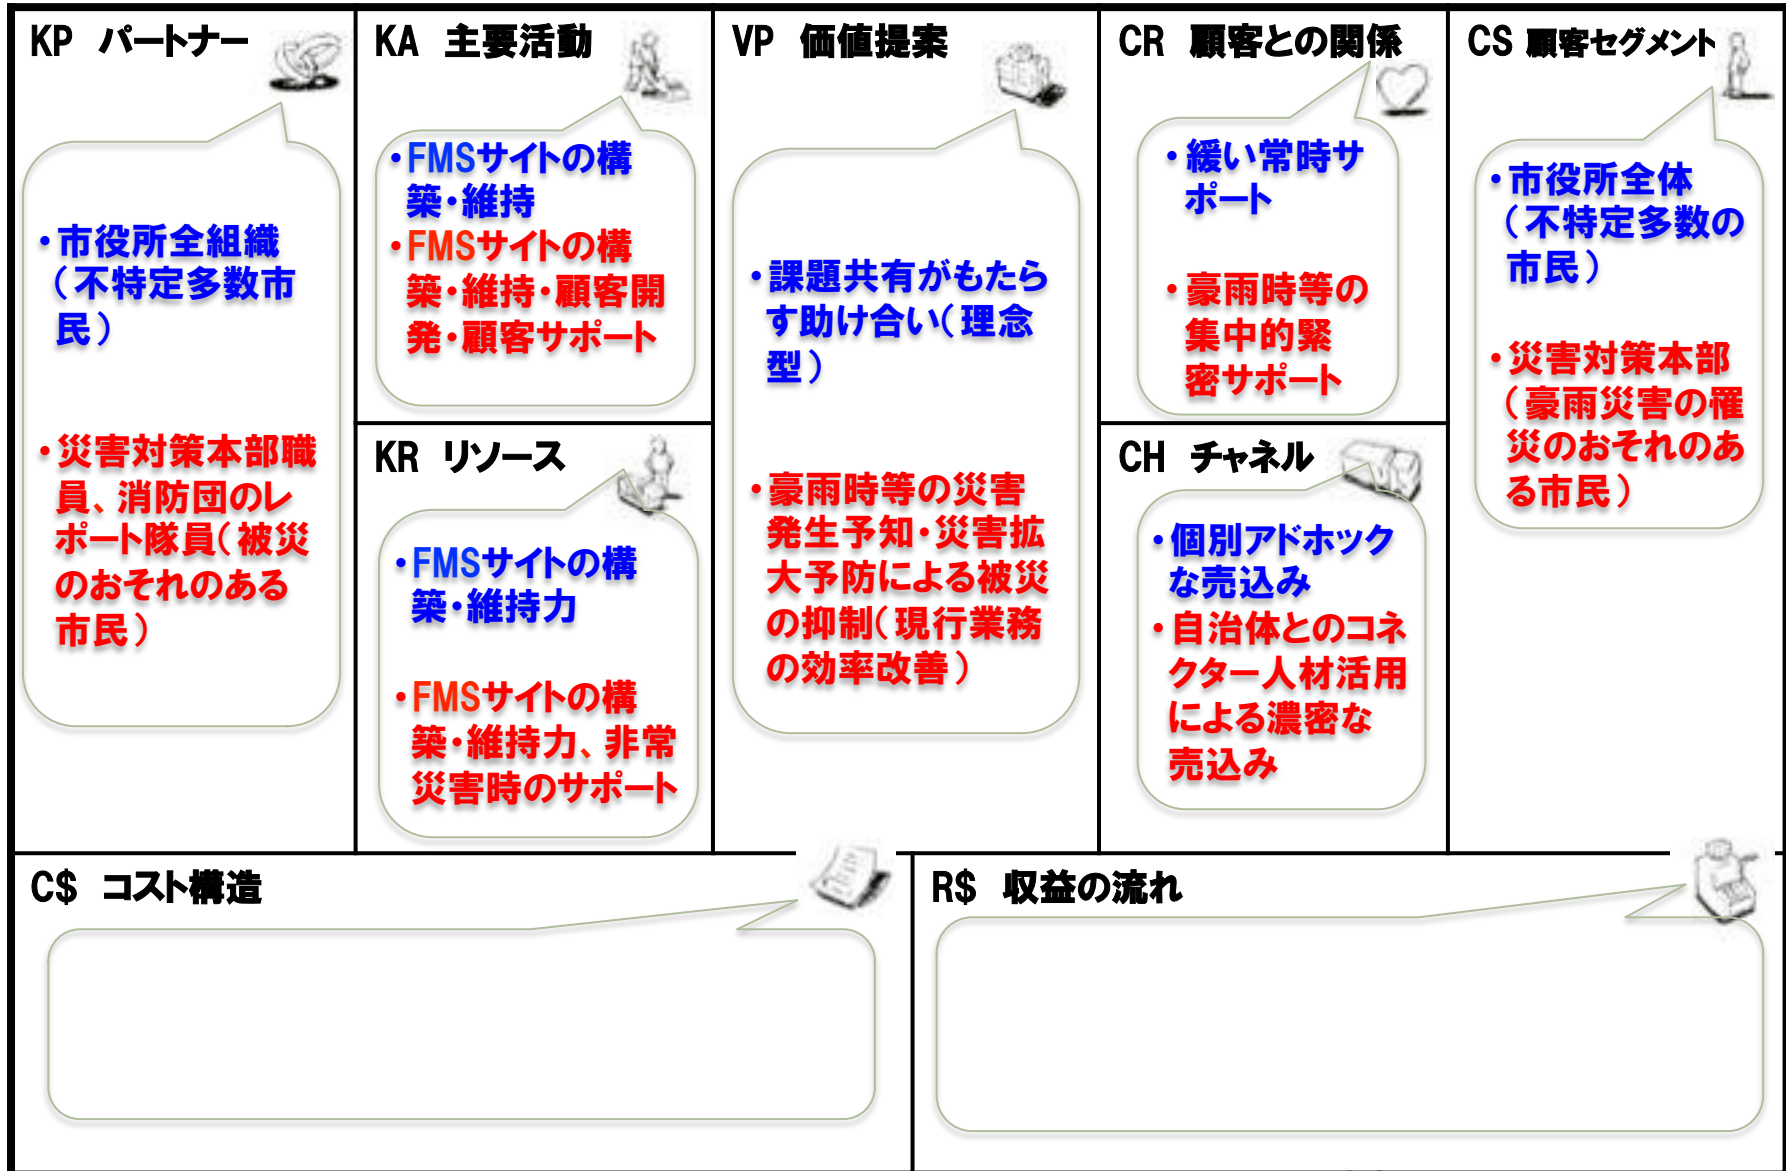 KP パートナー
・市役所全組織
（不特定多数市
民）
・災害対策本部職
員、消防団のレ
ポート隊員（被災
のおそれのある
市民）
KA 主要活動
・FMSサイトの構
築・維持
・FMSサイトの構
築・維持・顧客開
発・顧客サポート
KR リソース
・FMSサイトの構
築・維持力
・FMSサイトの構
築・維持力、非常
災害時のサポート
VP 価値提案
・課題共有がもたら
す助け合い（理念
型）
・豪雨時等の災害
発生予知・災害拡
大予防による被災
の抑制（現行業務
の効率改善）
CR 顧客との関係
・緩い常時サ
ポート
・豪雨時等の
集中的緊
密サポート
CH チャネル
・個別アドホック
な売込み
・自治体とのコネ
クター人材活用
による濃密な
売込み
CS 顧客セグメント
・市役所全体
（不特定多数の
市民）
・災害対策本部
（豪雨災害の罹
災のおそれのあ
る市民）
C$ コスト構造
R$ 収益の流れ